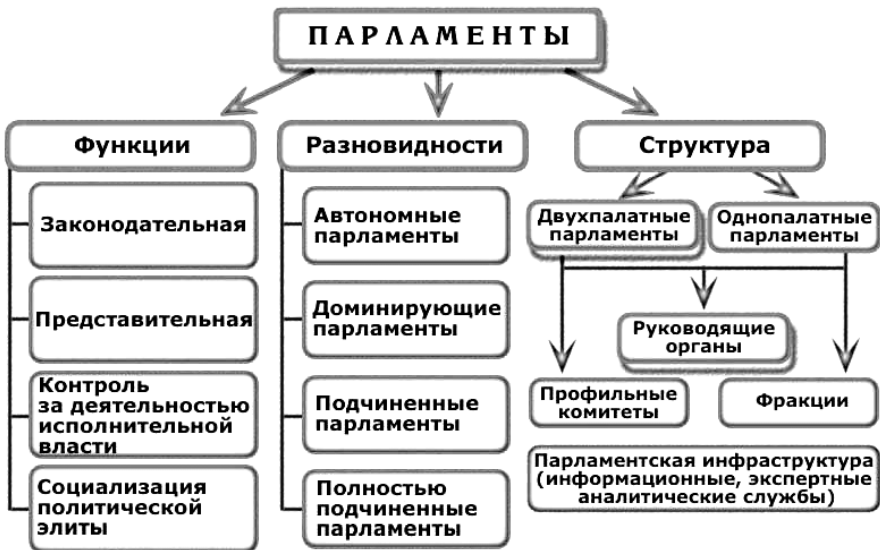 ПАРЛАМЕНТЫ
Функции
Законодательная
Представительная
Контроль
за деятельностью
исполнительной
власти
Социализация
политической
элиты
Разновидности
Автономные
парламенты
Доминирующие
парламенты
Подчиненные
парламенты
Полностью
подчиненные
парламенты
Структура
Двухпалатные
парламенты
Однопалатные
парламенты
Руководящие
органы
Профильные
комитеты
Фракции
Парламентская инфраструктура
(информационные, экспертные
аналитические службы)